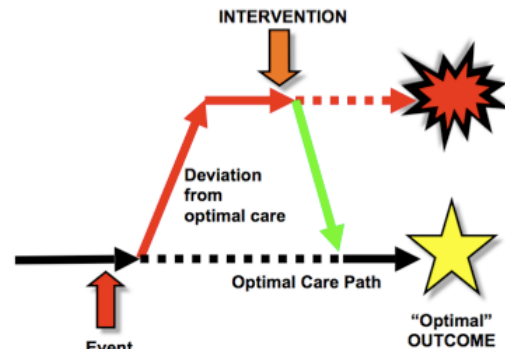 INTERVENTION
Deviation
from
optimal care
Optimal Care Path
Event
“Optimal”
OUTCOME